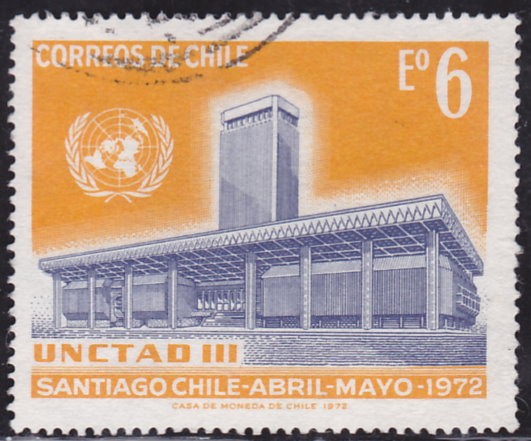 CORREOS DE CHILE
Eº 6
UNCTAD III
SANTIAGO CHILE-ABRIL-MAYO-1972
CASA DE MONEDA DE CHILE 1972